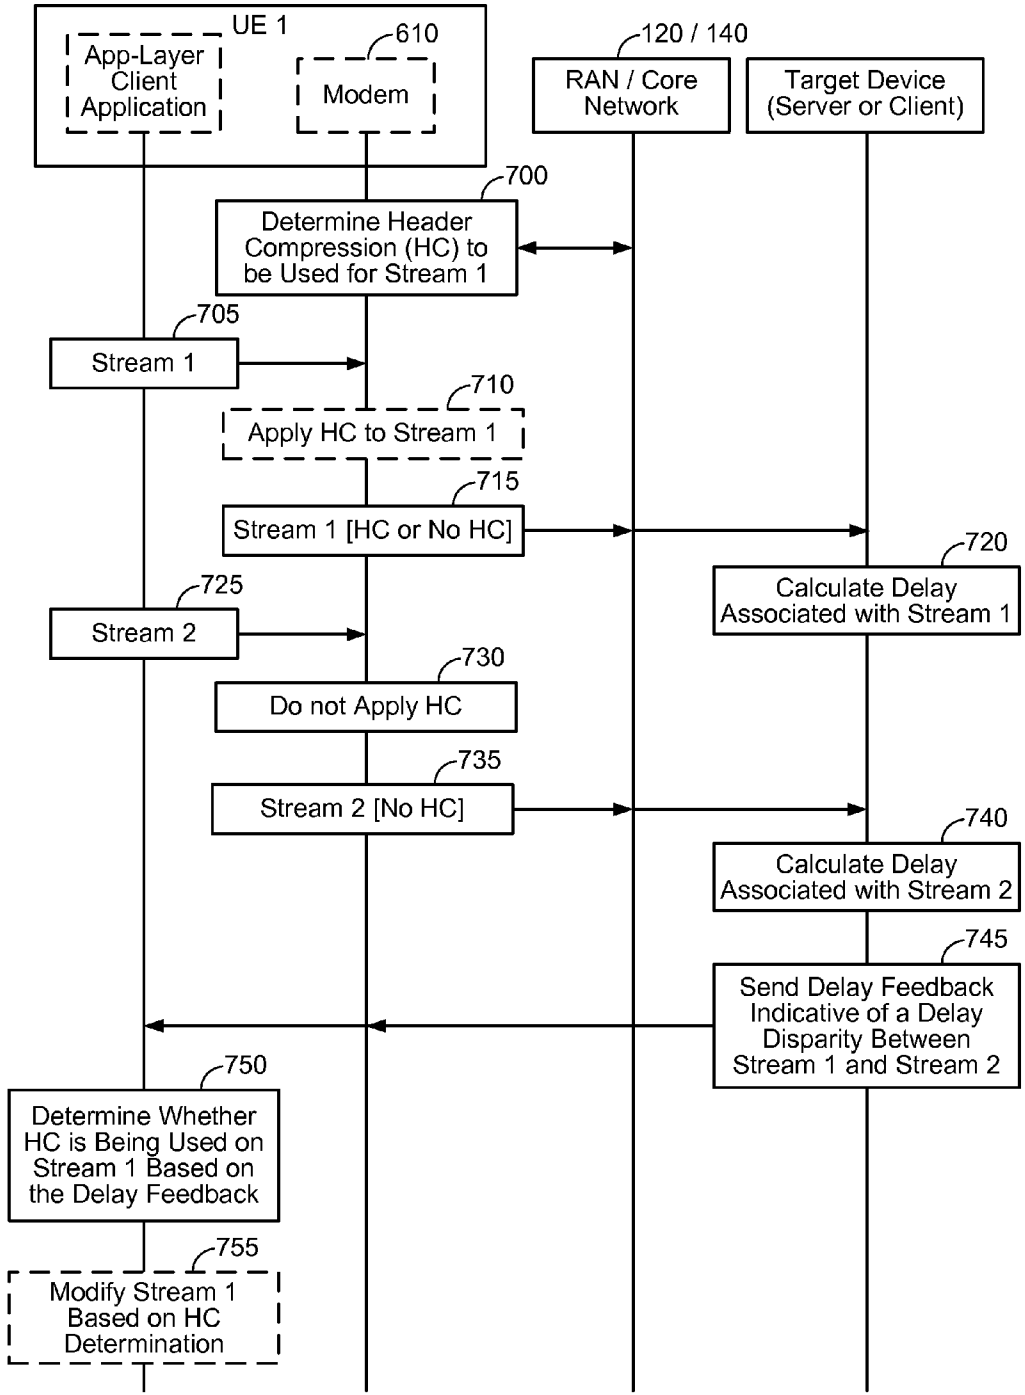 UE 1
App-Layer
Client
Application
610
Modem
120 / 140
RAN / Core
Network
Target Device
(Server or Client)
700
Determine Header
Compression (HC) to
be Used for Stream 1
705
Stream 1
710
Apply HC to Stream 1
715
Stream 1 [HC or No HC]
720
Calculate Delay
Associated with Stream 1
725
Stream 2
730
Do not Apply HC
735
Stream 2 [No HC]
740
Calculate Delay
Associated with Stream 2
745
Send Delay Feedback
Indicative of a Delay
Disparity Between
Stream 1 and Stream 2
750
Determine Whether
HC is Being Used on
Stream 1 Based on
the Delay Feedback
755
Modify Stream 1
Based on HC
Determination